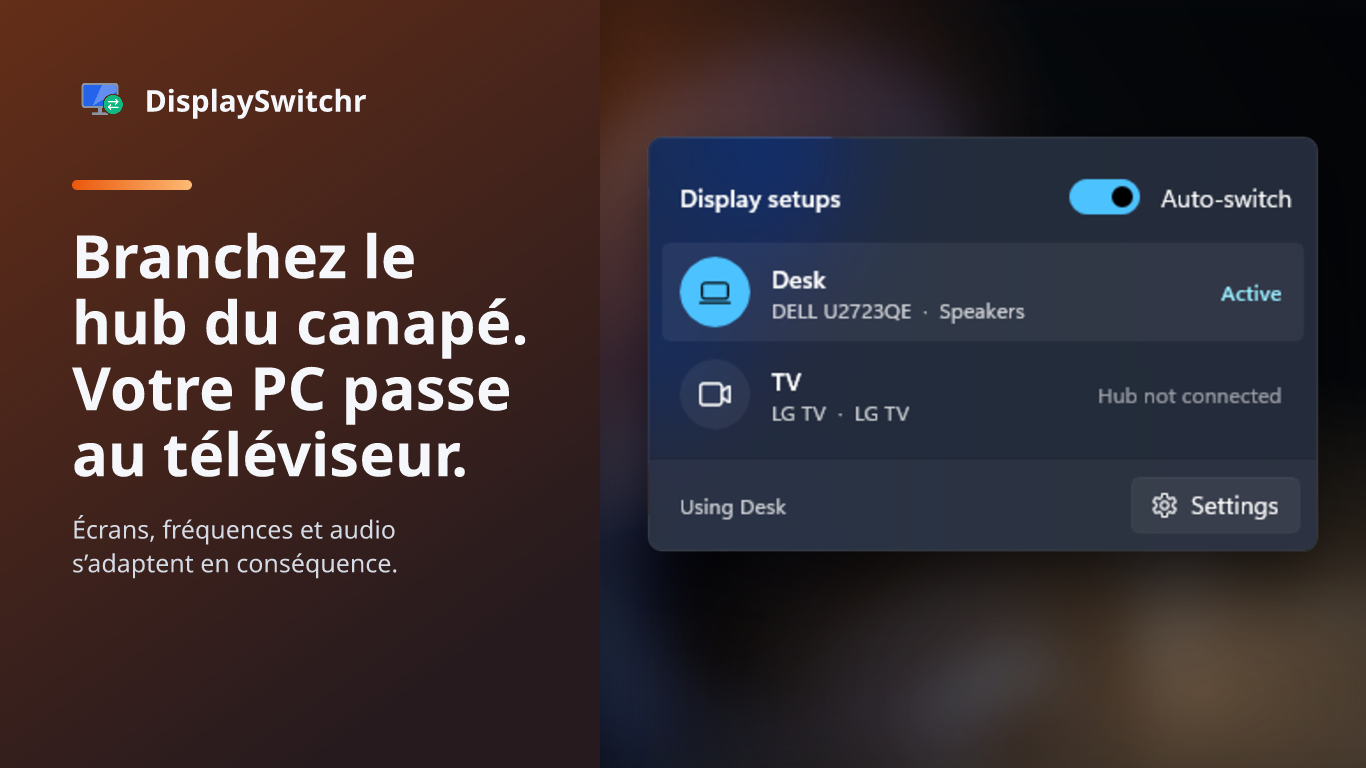 DisplaySwitchr
Branchez le
hub du canapé.
Votre PC passe
au téléviseur.
Écrans, fréquences et audio
s’adaptent en conséquence.
Display setups
Auto-switch
Desk
DELL U2723QE · Speakers
Active
TV
LG TV · LG TV
Hub not connected
Using Desk
Settings